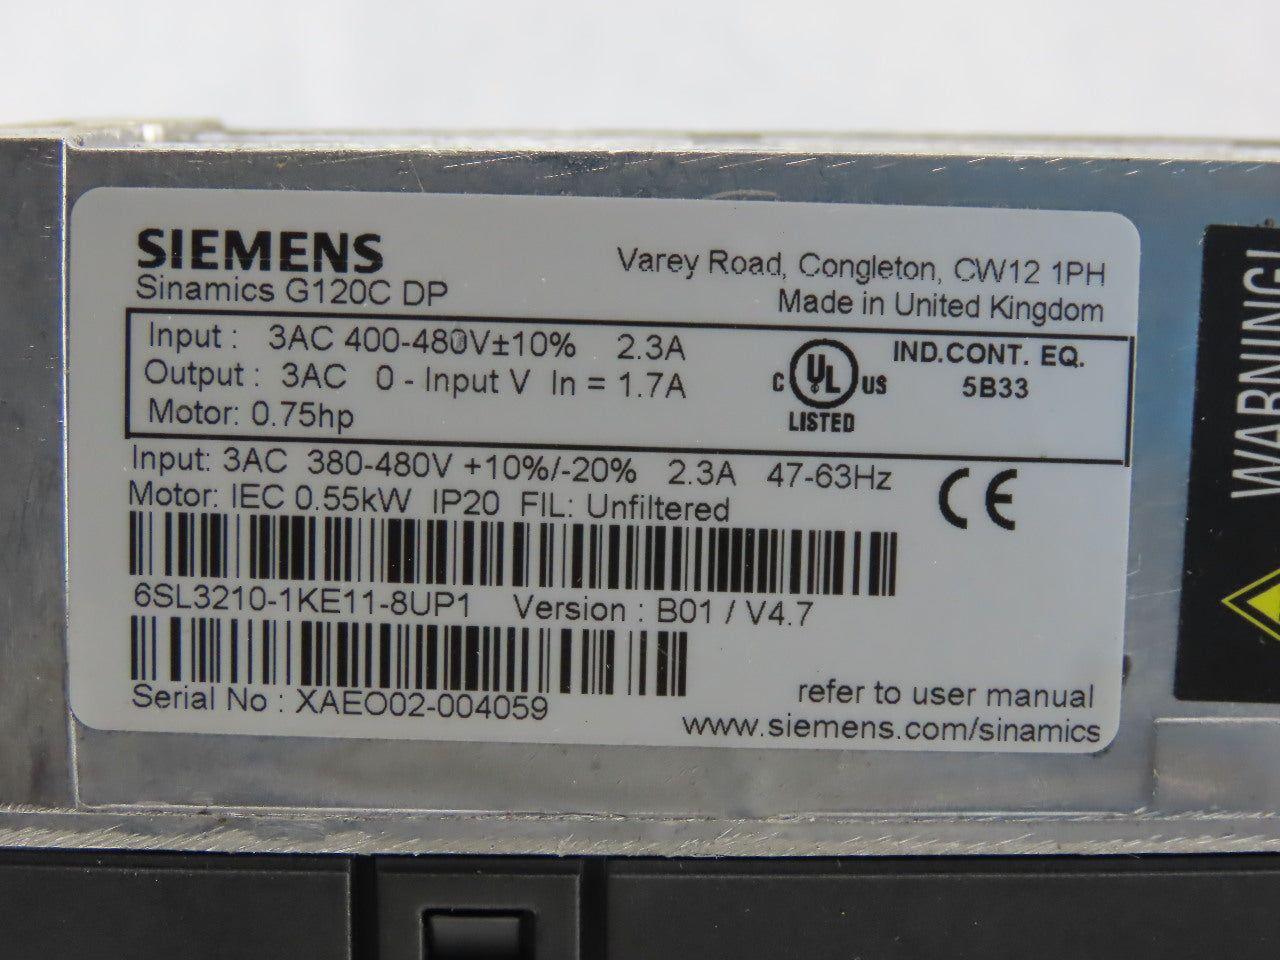 SIEMENS
Sinamics G120C DP
Varey Road, Congleton, CW12 1PH
Made in United Kingdom
Input : 3AC 400-480V±10% 2.3A
Output : 3AC 0 - Input V In = 1.7A
Motor: 0.75hp
C UL US
LISTED
IND.CONT. EQ.
5B33
Input: 3AC 380-480V +10%/-20% 2.3A 47-63Hz
Motor: IEC 0.55kW IP20 FIL: Unfiltered
CE
6SL3210-1KE11-8UP1 Version : B01 / V4.7
Serial No : XAEO02-004059
refer to user manual
www.siemens.com/sinamics
WARNING!